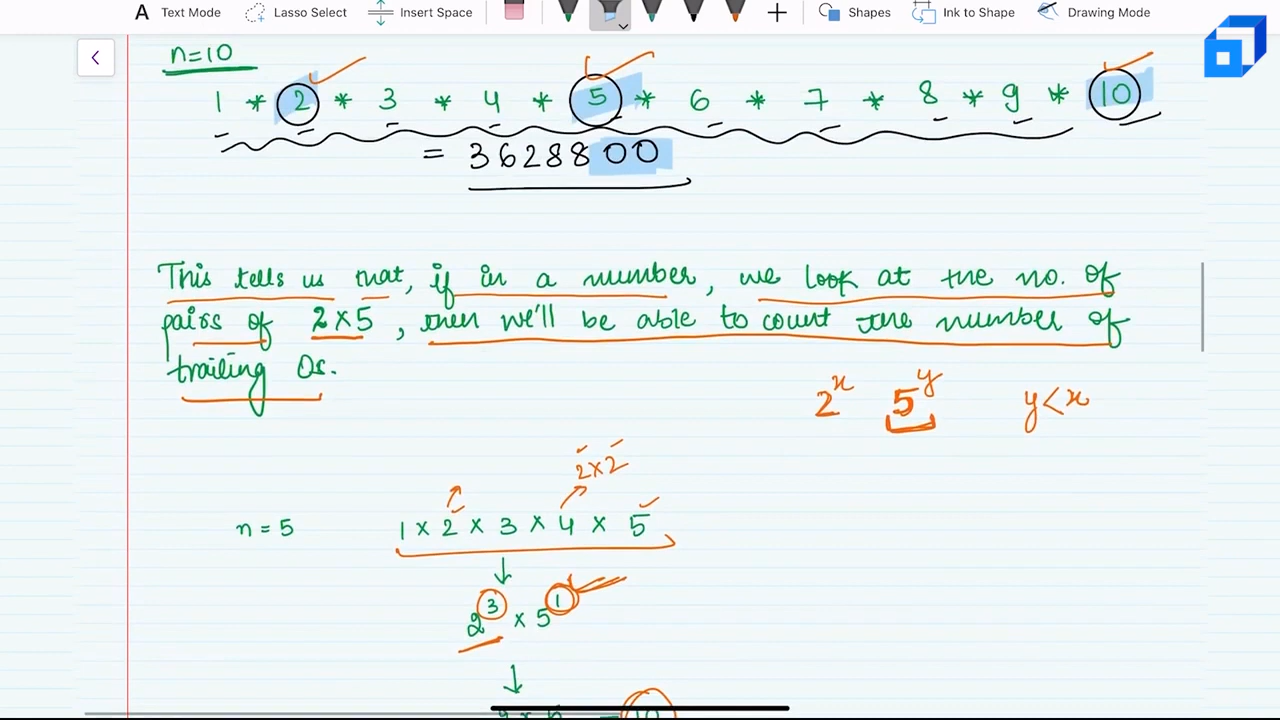 Text Mode Lasso Select Insert Space Shapes Ink to Shape Drawing Mode
n=10
1 * 2 * 3 * 4 * 5 * 6 * 7 * 8 * 9 * 10
= 3628800
This tells us that, if in a number, we look at the no. of
pairs of 2×5, then we'll be able to count the number of
trailing 0s.
2^x 5^y y<x
2×2
n = 5 1 × 2 × 3 × 4 × 5
2^3 × 5^1